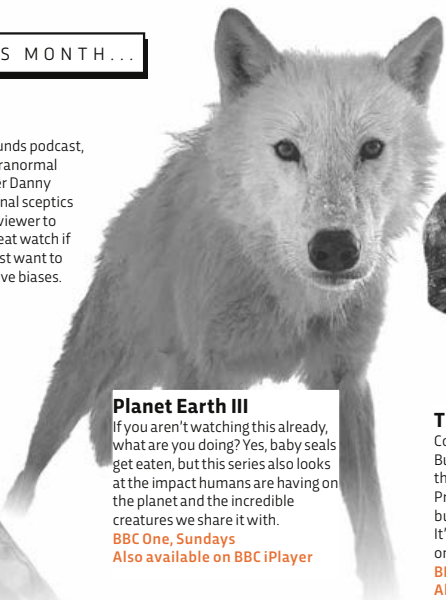 S MONTH...
unds podcast,
ranormal
er Danny
nal sceptics
viewer to
eat watch if
st want to
ve biases.
Planet Earth III
If you aren't watching this already,
what are you doing? Yes, baby seals
get eaten, but this series also looks
at the impact humans are having on
the planet and the incredible
creatures we share it with.
BBC One, Sundays
Also available on BBC iPlayer
T
Co
Bu
th
Pr
bu
It'
or
Bl
Al